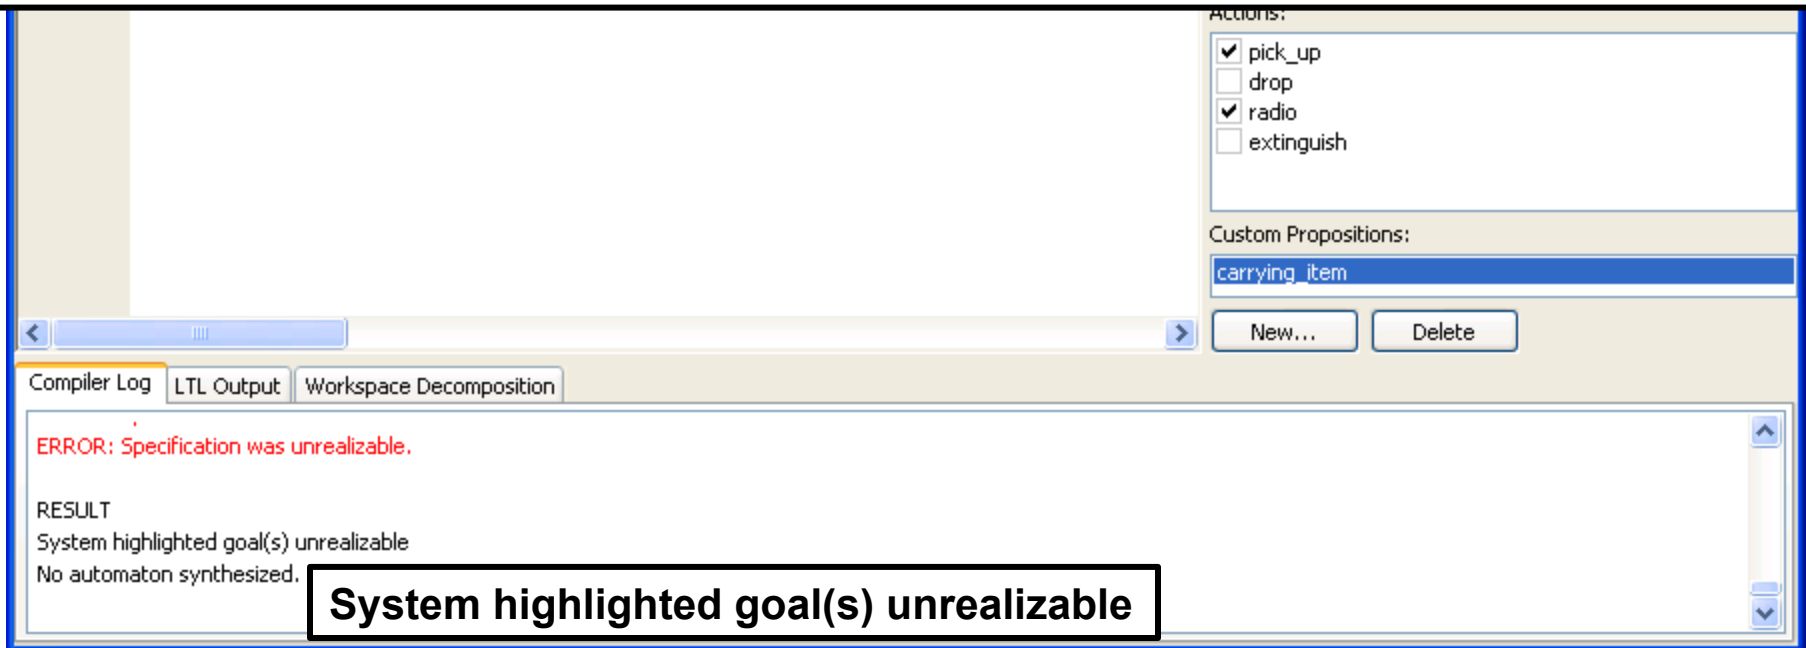 Actions:
pick_up
drop
radio
extinguish
Custom Propositions:
carrying_item
New...
Delete
Compiler Log
LTL Output
Workspace Decomposition
ERROR: Specification was unrealizable.
RESULT
System highlighted goal(s) unrealizable
No automaton synthesized.
System highlighted goal(s) unrealizable